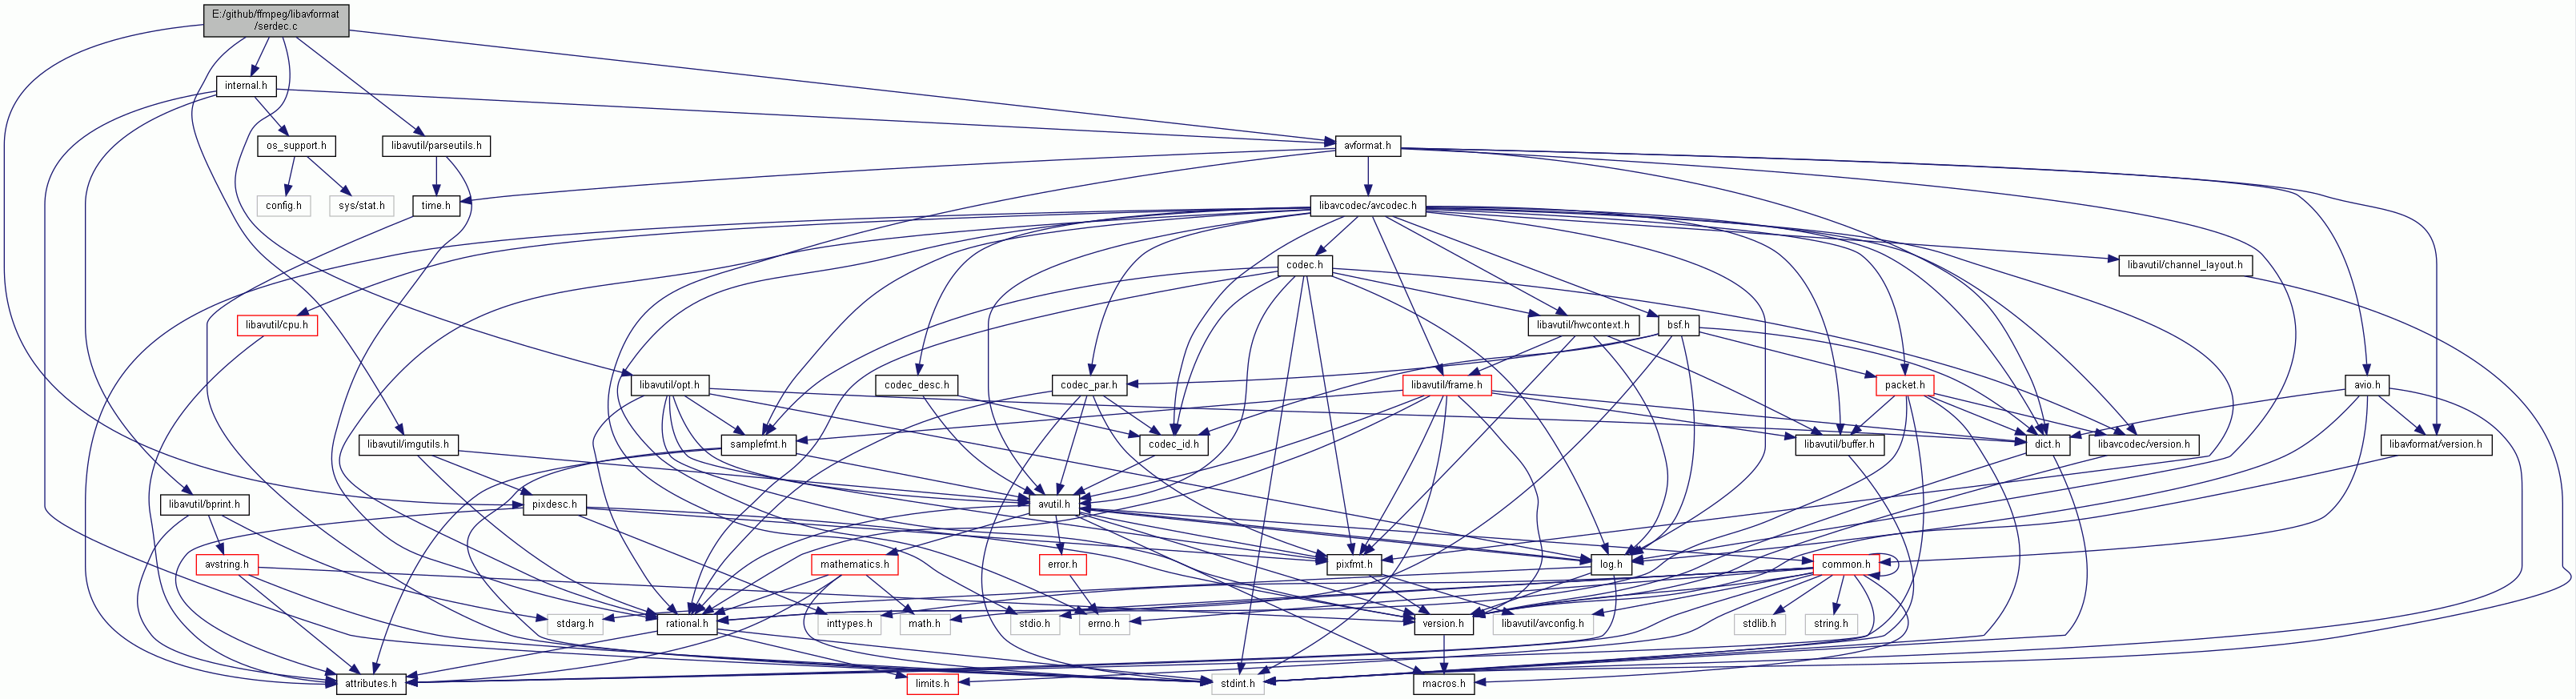 E:/github/ffmpeg/libavformat
/serdec.c
internal.h
os_support.h
libavutil/parseutils.h
avformat.h
config.h
sys/stat.h
time.h
libavcodec/avcodec.h
codec.h
libavutil/channel_layout.h
libavutil/cpu.h
libavutil/hwcontext.h
bsf.h
libavutil/opt.h
codec_desc.h
codec_par.h
libavutil/frame.h
packet.h
avio.h
libavutil/imgutils.h
samplefmt.h
codec_id.h
libavutil/buffer.h
dict.h
libavcodec/version.h
libavformat/version.h
libavutil/bprint.h
pixdesc.h
avutil.h
avstring.h
mathematics.h
error.h
pixfmt.h
log.h
common.h
stdarg.h
rational.h
inttypes.h
math.h
stdio.h
errno.h
version.h
libavutil/avconfig.h
stdlib.h
string.h
attributes.h
limits.h
stdint.h
macros.h